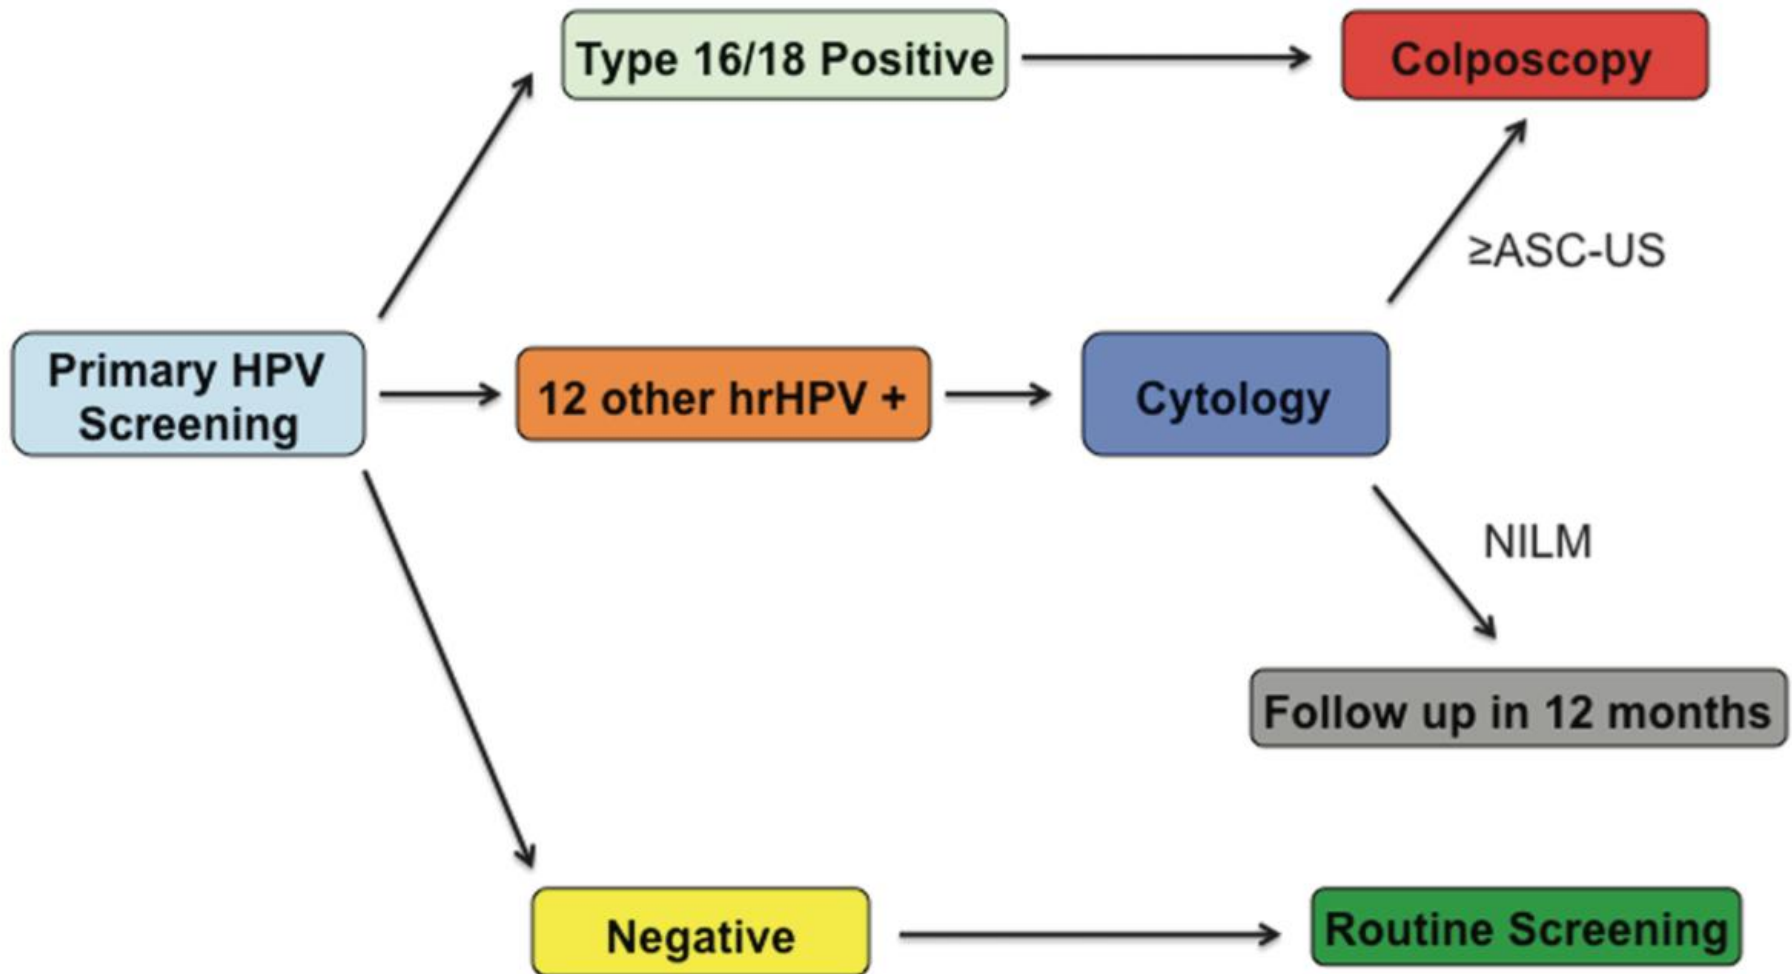 Type 16/18 Positive
Colposcopy
≥ASC-US
Primary HPV
Screening
12 other hrHPV +
Cytology
NILM
Follow up in 12 months
Negative
Routine Screening